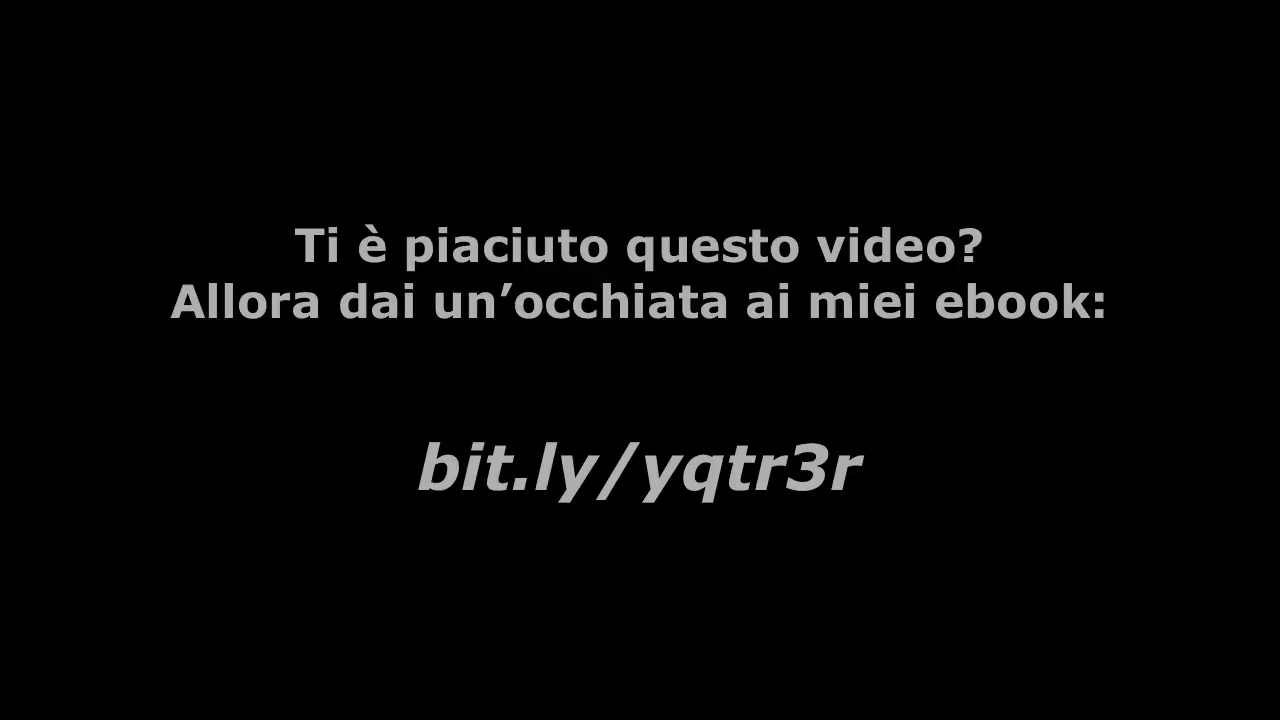 Ti è piaciuto questo video?
Allora dai un’occhiata ai miei ebook:
bit.ly/yqtr3r